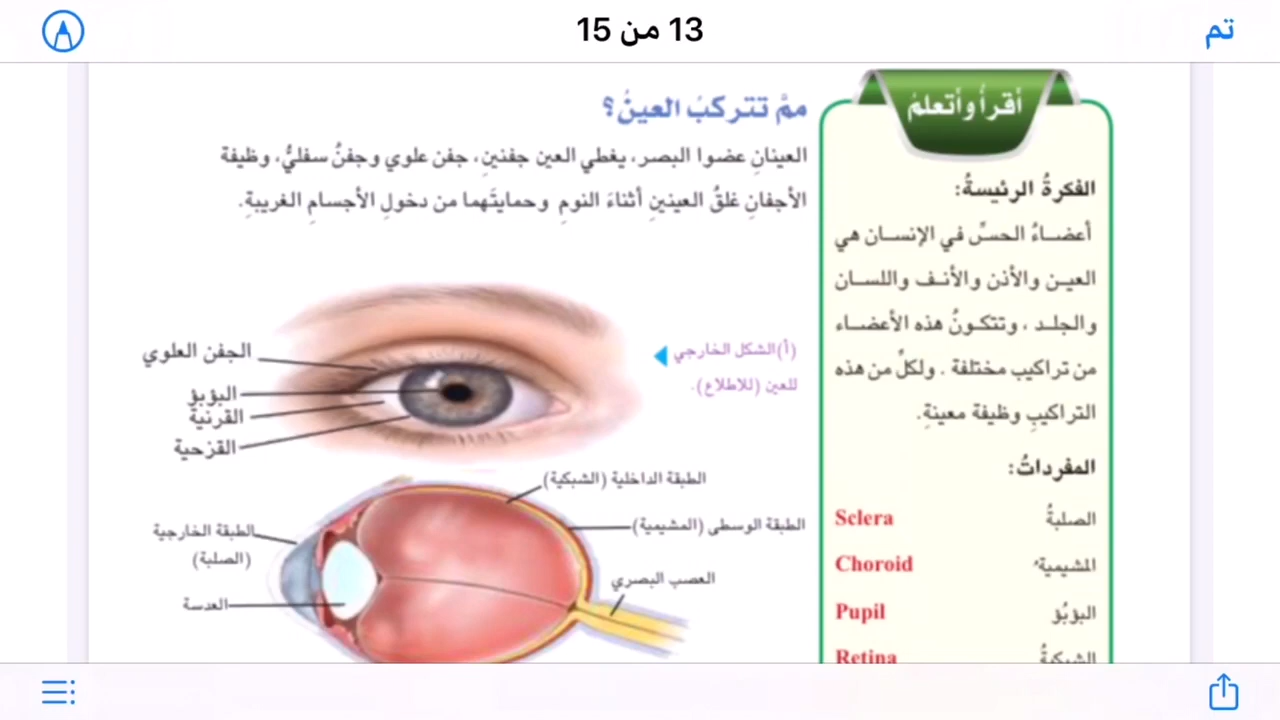 تم
13 من 15
أقرأ وأتعلمُ
الفكرةُ الرئيسةُ:
أعضاءُ الحسِّ في الإنسان هي
العين والأذن والأنف واللسان
والجلد، وتتكونُ هذه الأعضاء
من تراكيب مختلفة . ولكلٍّ من هذه
التراكيبِ وظيفة معينةٍ.
المفرداتُ:
الصلبةُ Sclera
المشيمية Choroid
البؤبُؤ Pupil
الشبكيةُ Retina
ممَّ تتركبُ العينُ؟
العينانِ عضوا البصر، يغطي العين جفنينِ، جفن علوي وجفنُ سفليُّ، وظيفة
الأجفانِ غلقُ العينينِ أثناءَ النومِ وحمايتَهما من دخولِ الأجسامِ الغريبةِ.
(أ)الشكل الخارجي
للعين (للاطلاع).
الجفن العلوي
البؤبؤ
القرنية
القزحية
الطبقة الداخلية (الشبكية)
الطبقة الوسطى (المشيمية)
العصب البصري
الطبقة الخارجية
(الصلبة)
العدسة